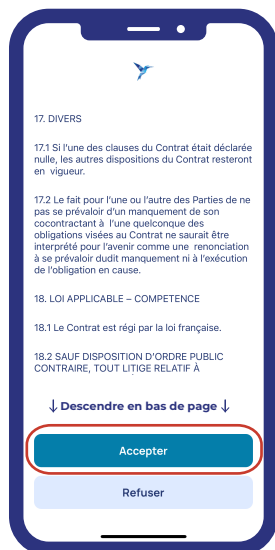 17. DIVERS
17.1 Si l'une des clauses du Contrat était déclarée
nulle, les autres dispositions du Contrat resteront
en vigueur.
17.2 Le fait pour l'une ou l'autre des Parties de ne
pas se prévaloir d'un manquement de son
cocontractant à l'une quelconque des
obligations visées au Contrat ne saurait être
interprété pour l'avenir comme une renonciation
à se prévaloir dudit manquement ni à l'exécution
de l'obligation en cause.
18. LOI APPLICABLE – COMPETENCE
18.1 Le Contrat est régi par la loi française.
18.2 SAUF DISPOSITION D'ORDRE PUBLIC
CONTRAIRE, TOUT LITIGE RELATIF À
↓ Descendre en bas de page ↓
Accepter
Refuser